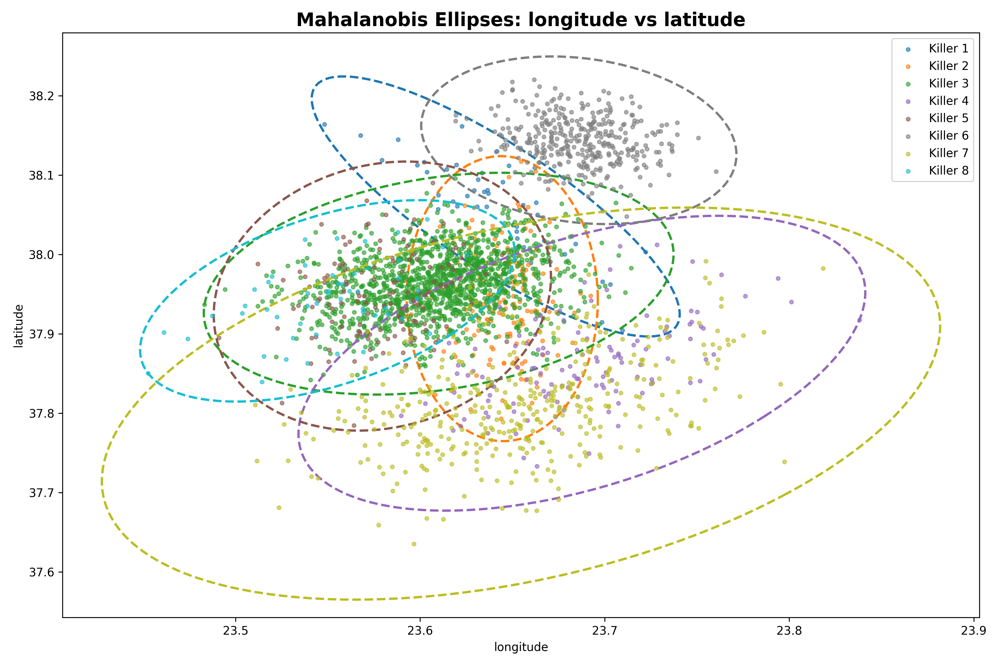 Mahalanobis Ellipses: longitude vs latitude
Killer 1
Killer 2
Killer 3
Killer 4
Killer 5
Killer 6
Killer 7
Killer 8
38.2
38.1
38.0
37.9
37.8
37.7
37.6
latitude
23.5 23.6 23.7 23.8 23.9
longitude